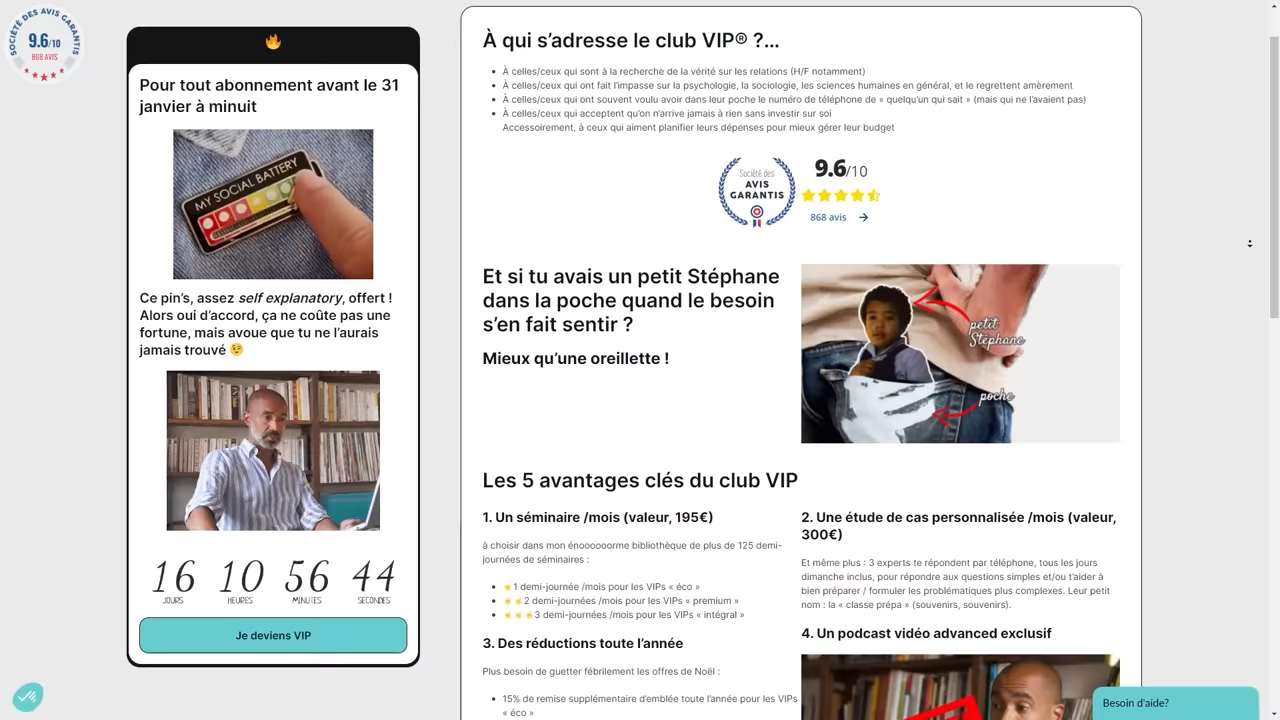 SOCIÉTÉ DES AVIS GARANTIS
9.6/10
868 AVIS
Pour tout abonnement avant le 31
janvier à minuit
MY SOCIAL BATTERY
Ce pin’s, assez self explanatory, offert !
Alors oui d’accord, ça ne coûte pas une
fortune, mais avoue que tu ne l’aurais
jamais trouvé 😉
16 10 56 44
JOURS HEURES MINUTES SECONDES
Je deviens VIP
À qui s’adresse le club VIP® ?...
À celles/ceux qui sont à la recherche de la vérité sur les relations (H/F notamment)
À celles/ceux qui ont fait l’impasse sur la psychologie, la sociologie, les sciences humaines en général, et le regrettent amèrement
À celles/ceux qui ont souvent voulu avoir dans leur poche le numéro de téléphone de « quelqu’un qui sait » (mais qui ne l’avaient pas)
À celles/ceux qui acceptent qu’on n’arrive jamais à rien sans investir sur soi
Accessoirement, à ceux qui aiment planifier leurs dépenses pour mieux gérer leur budget
Société des
AVIS
GARANTIS
9.6/10
868 avis →
Et si tu avais un petit Stéphane
dans la poche quand le besoin
s’en fait sentir ?
Mieux qu’une oreillette !
petit
Stéphane
poche
Les 5 avantages clés du club VIP
1. Un séminaire /mois (valeur, 195€)
à choisir dans mon énoooooorme bibliothèque de plus de 125 demi-
journées de séminaires :
1 demi-journée /mois pour les VIPs « éco »
2 demi-journées /mois pour les VIPs « premium »
3 demi-journées /mois pour les VIPs « intégral »
3. Des réductions toute l’année
Plus besoin de guetter fébrilement les offres de Noël :
15% de remise supplémentaire d’emblée toute l’année pour les VIPs
« éco »
2. Une étude de cas personnalisée /mois (valeur,
300€)
Et même plus : 3 experts te répondent par téléphone, tous les jours
dimanche inclus, pour répondre aux questions simples et/ou t’aider à
bien préparer / formuler les problématiques plus complexes. Leur petit
nom : la « classe prépa » (souvenirs, souvenirs).
4. Un podcast vidéo advanced exclusif
Besoin d'aide?